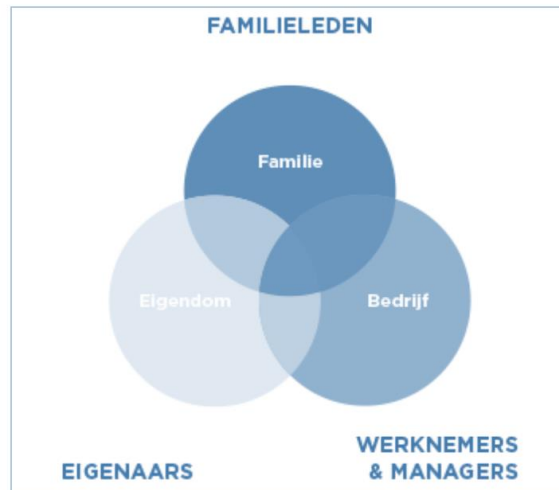 FAMILIELEDEN
Familie
Eigendom
Bedrijf
EIGENAARS
WERKNEMERS
& MANAGERS